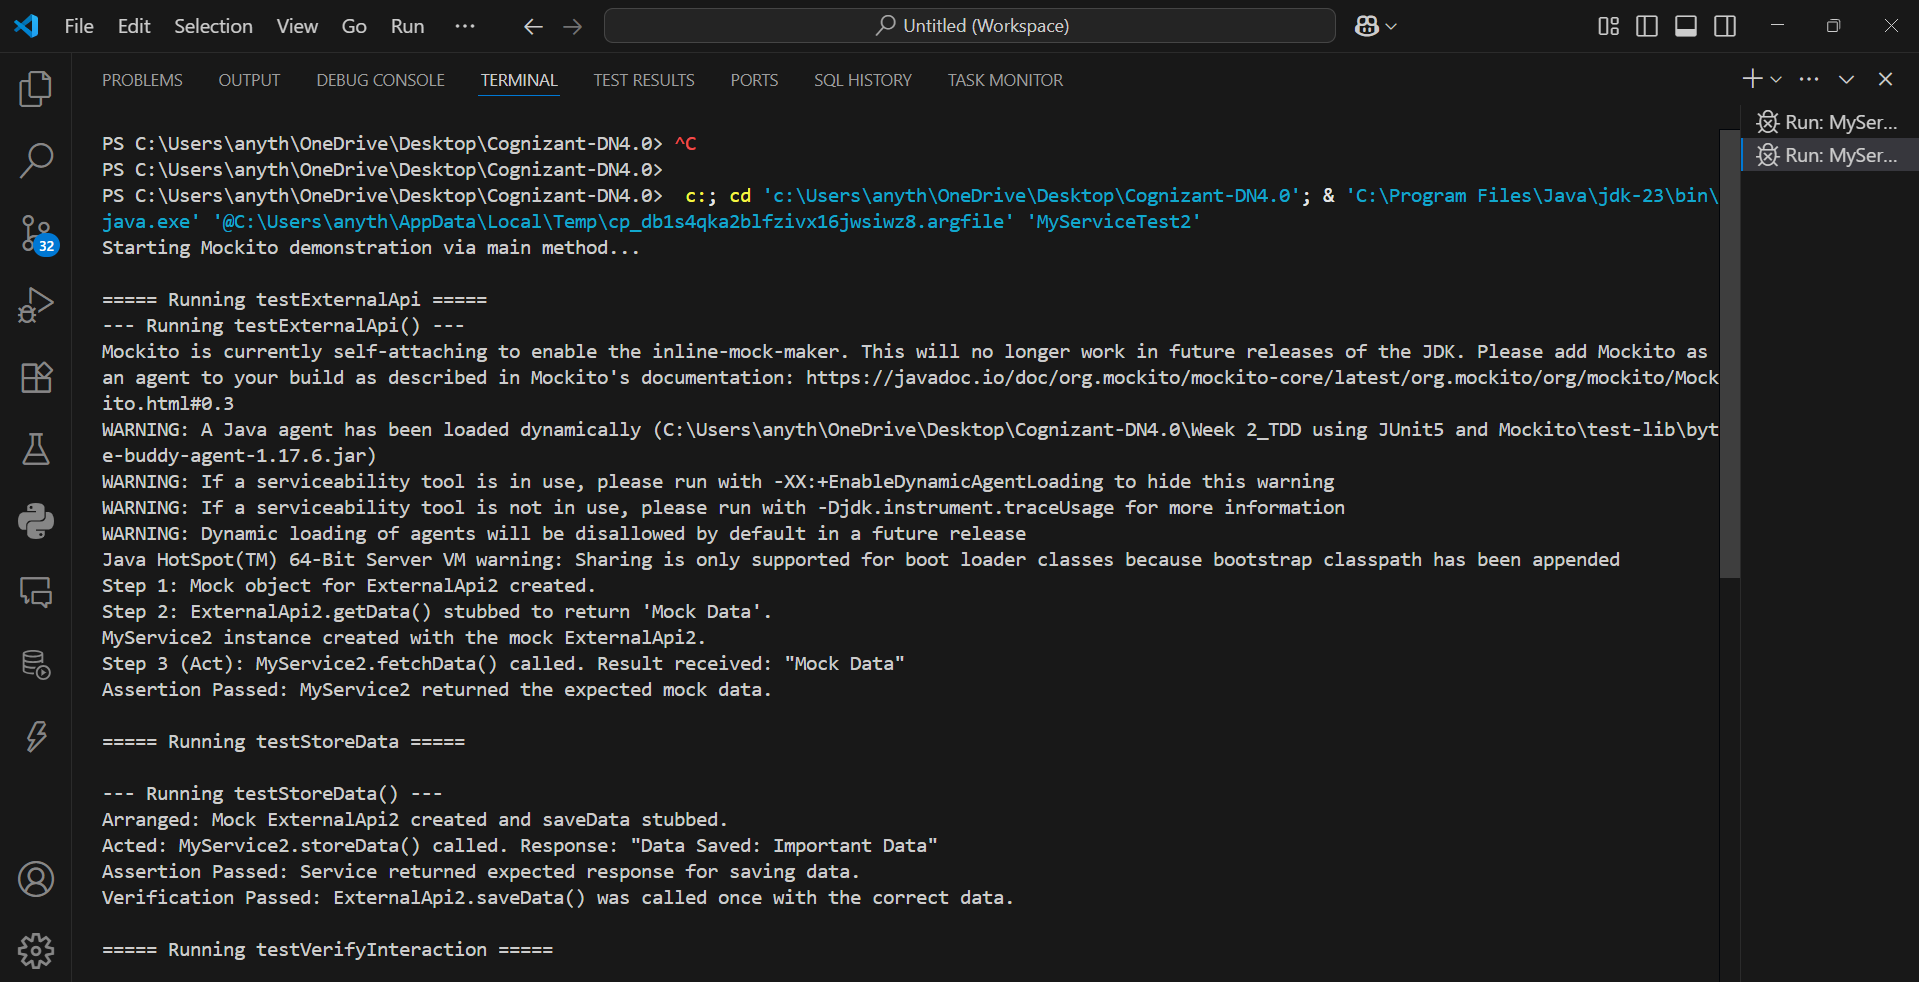 File Edit Selection View Go Run ··· Untitled (Workspace)
PROBLEMS OUTPUT DEBUG CONSOLE TERMINAL TEST RESULTS PORTS SQL HISTORY TASK MONITOR
Run: MySer...
Run: MySer...
32
PS C:\Users\anyth\OneDrive\Desktop\Cognizant-DN4.0> ^C
PS C:\Users\anyth\OneDrive\Desktop\Cognizant-DN4.0>
PS C:\Users\anyth\OneDrive\Desktop\Cognizant-DN4.0>  c:; cd 'c:\Users\anyth\OneDrive\Desktop\Cognizant-DN4.0'; & 'C:\Program Files\Java\jdk-23\bin\
java.exe' '@C:\Users\anyth\AppData\Local\Temp\cp_db1s4qka2blfzivx16jwsiwz8.argfile' 'MyServiceTest2'
Starting Mockito demonstration via main method...
===== Running testExternalApi =====
--- Running testExternalApi() ---
Mockito is currently self-attaching to enable the inline-mock-maker. This will no longer work in future releases of the JDK. Please add Mockito as
an agent to your build as described in Mockito's documentation: https://javadoc.io/doc/org.mockito/mockito-core/latest/org.mockito/org/mockito/Mock
ito.html#0.3
WARNING: A Java agent has been loaded dynamically (C:\Users\anyth\OneDrive\Desktop\Cognizant-DN4.0\Week 2_TDD using JUnit5 and Mockito\test-lib\byt
e-buddy-agent-1.17.6.jar)
WARNING: If a serviceability tool is in use, please run with -XX:+EnableDynamicAgentLoading to hide this warning
WARNING: If a serviceability tool is not in use, please run with -Djdk.instrument.traceUsage for more information
WARNING: Dynamic loading of agents will be disallowed by default in a future release
Java HotSpot(TM) 64-Bit Server VM warning: Sharing is only supported for boot loader classes because bootstrap classpath has been appended
Step 1: Mock object for ExternalApi2 created.
Step 2: ExternalApi2.getData() stubbed to return 'Mock Data'.
MyService2 instance created with the mock ExternalApi2.
Step 3 (Act): MyService2.fetchData() called. Result received: "Mock Data"
Assertion Passed: MyService2 returned the expected mock data.
===== Running testStoreData =====
--- Running testStoreData() ---
Arranged: Mock ExternalApi2 created and saveData stubbed.
Acted: MyService2.storeData() called. Response: "Data Saved: Important Data"
Assertion Passed: Service returned expected response for saving data.
Verification Passed: ExternalApi2.saveData() was called once with the correct data.
===== Running testVerifyInteraction =====